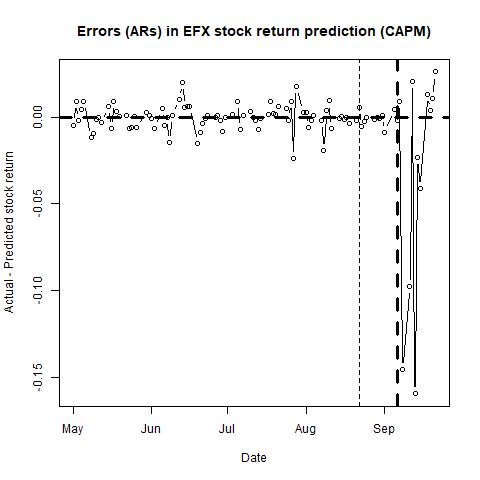 Errors (ARs) in EFX stock return prediction (CAPM)
Actual - Predicted stock return
0.00
-0.05
-0.10
-0.15
May Jun Jul Aug Sep
Date